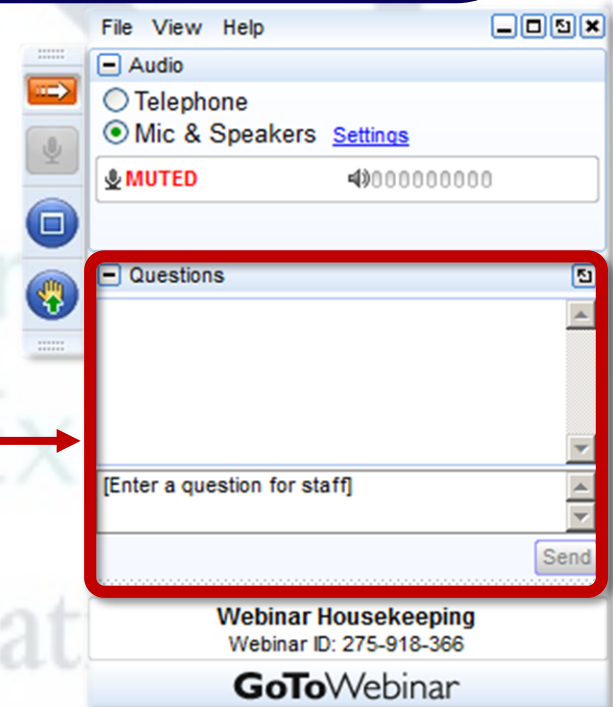 File View Help
Audio
Telephone
Mic & Speakers Settings
MUTED 000000000
Questions
[Enter a question for staff]
Send
Webinar Housekeeping
Webinar ID: 275-918-366
GoToWebinar